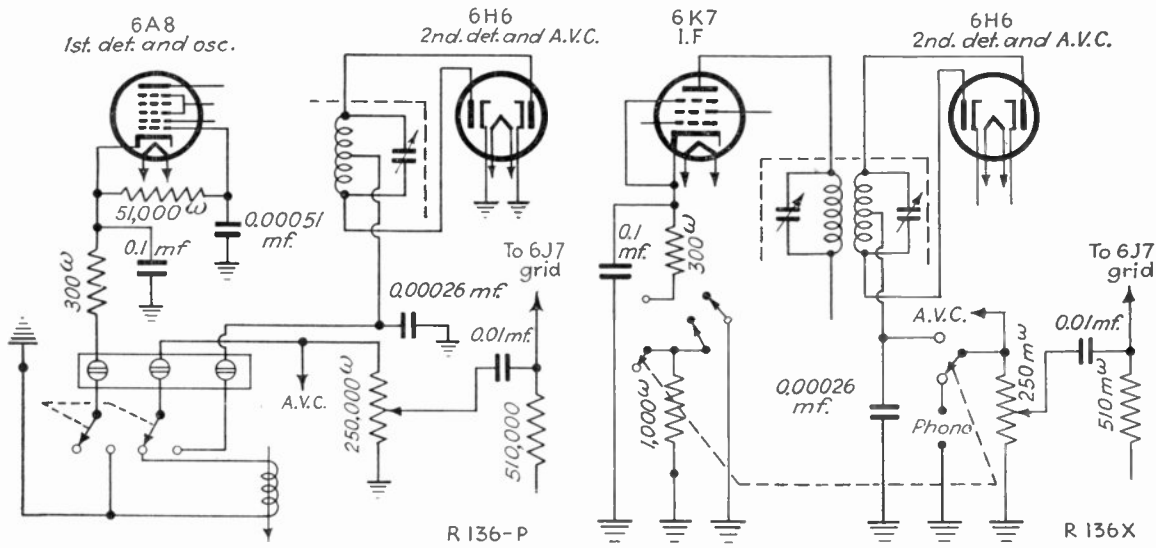 6A8
1st. det. and osc.
6H6
2nd. det. and A.V.C.
6K7
I.F
6H6
2nd. det. and A.V.C.
51,000 ω
0.00051
mf.
0.1 mf
300 ω
0.00026 mf.
To 6J7
grid
0.01 mf.
A.V.C.
250,000 ω
510,000
R 136-P
0.1
mf.
300 ω
1,000 ω
0.00026
mf.
A.V.C.
Phono
250 mω
0.01 mf.
To 6J7
grid
510 mω
R 136X